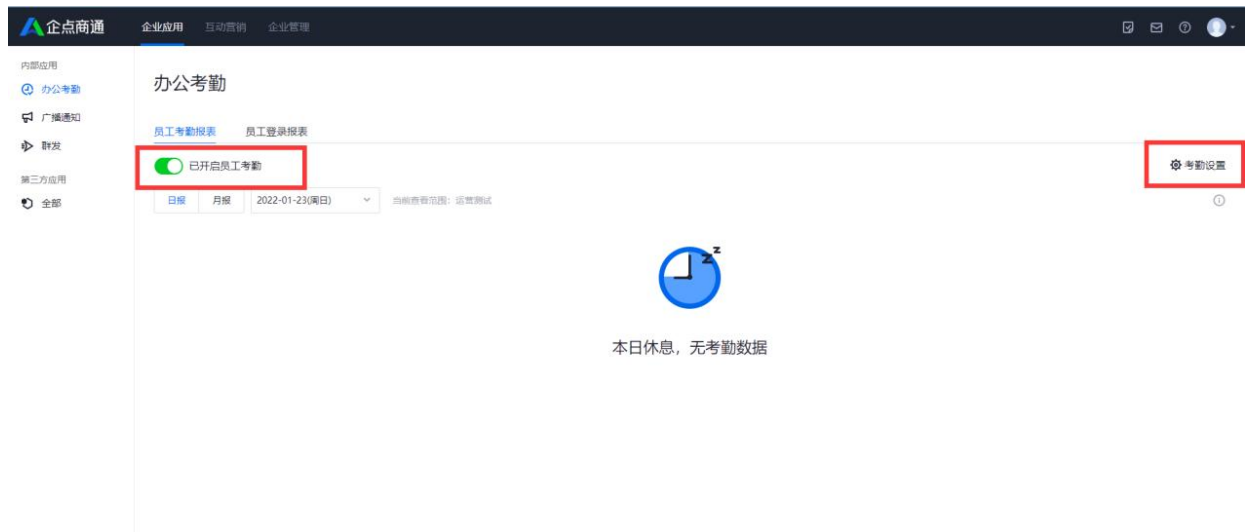 企点商通 企业应用 互动营销 企业管理
内部应用
办公考勤
广播通知
群发
第三方应用
全部
办公考勤
员工考勤报表 员工登录报表
已开启员工考勤 考勤设置
日报 月报 2022-01-23(周日) 当前查看范围：运营测试
z z
本日休息，无考勤数据